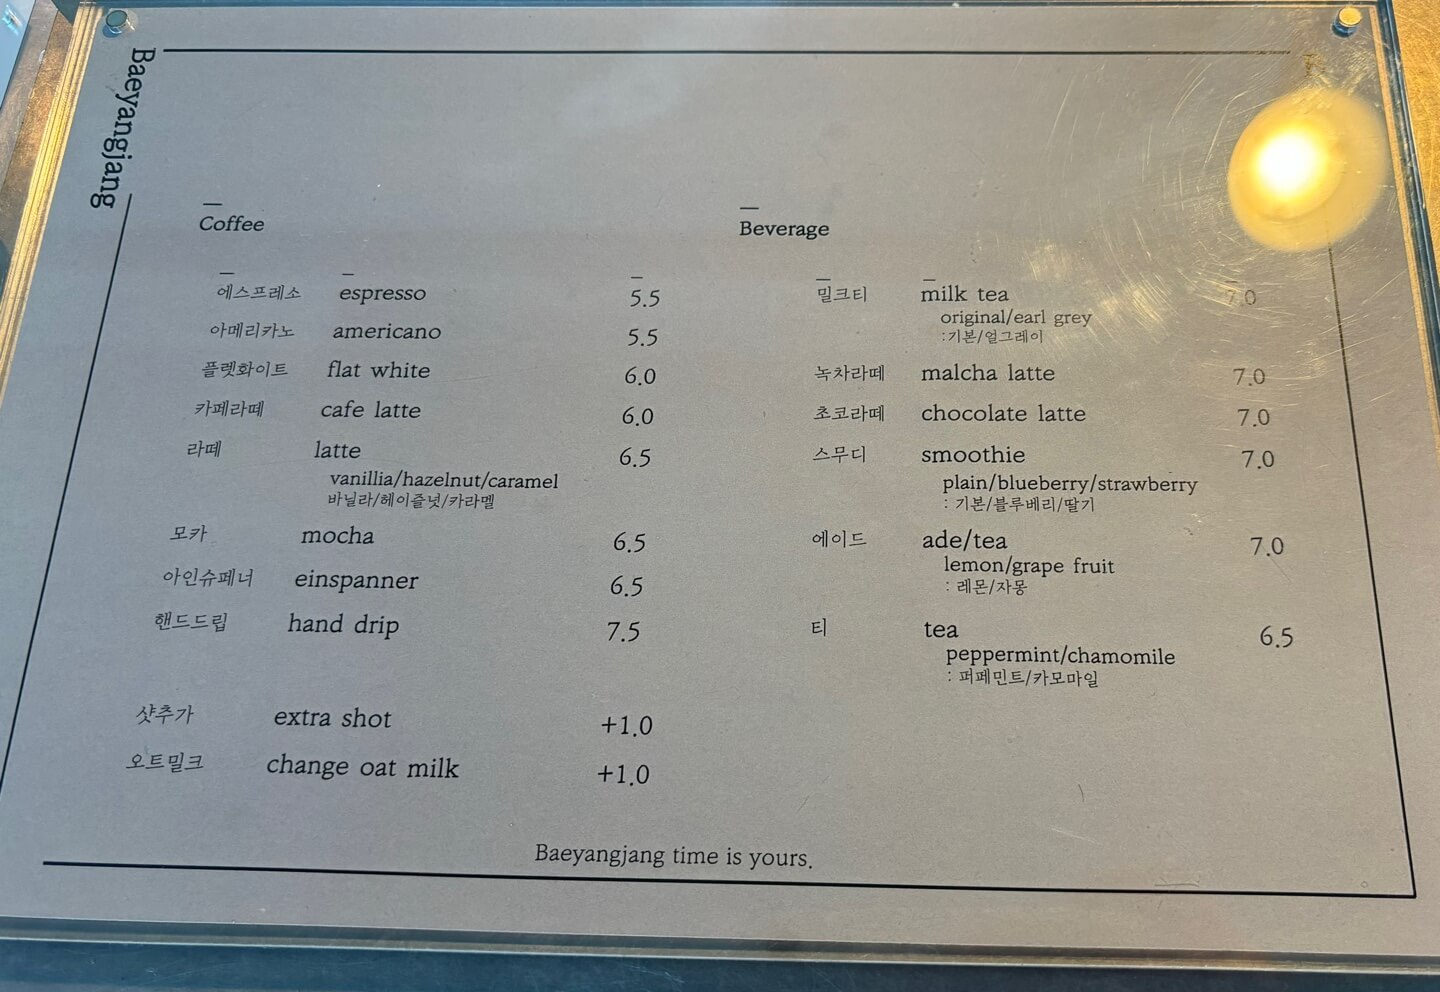 Baeyangjang
Coffee
에스프레소 espresso 5.5
아메리카노 americano 5.5
플렛화이트 flat white 6.0
카페라떼 cafe latte 6.0
라떼 latte 6.5
vanillia/hazelnut/caramel
바닐라/헤이즐넛/카라멜
모카 mocha 6.5
아인슈페너 einspanner 6.5
핸드드립 hand drip 7.5
샷추가 extra shot +1.0
오트밀크 change oat milk +1.0
Beverage
밀크티 milk tea 7.0
original/earl grey
:기본/얼그레이
녹차라떼 malcha latte 7.0
초코라떼 chocolate latte 7.0
스무디 smoothie 7.0
plain/blueberry/strawberry
: 기본/블루베리/딸기
에이드 ade/tea 7.0
lemon/grape fruit
: 레몬/자몽
티 tea 6.5
peppermint/chamomile
: 퍼페민트/카모마일
Baeyangjang time is yours.